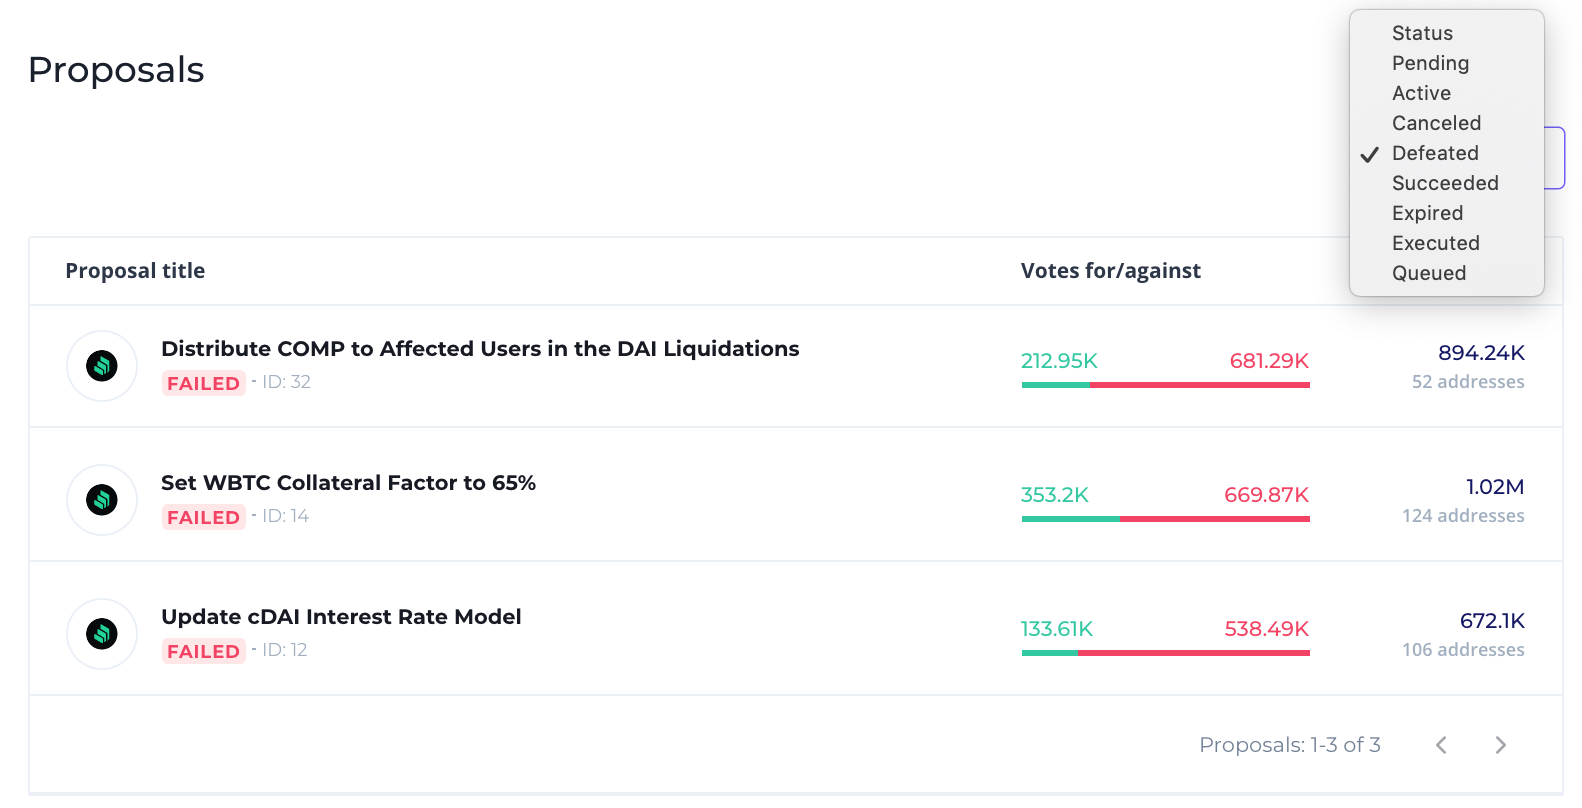 Proposals
Status
Pending
Active
Canceled
Defeated
Succeeded
Expired
Executed
Queued
Proposal title
Votes for/against
Distribute COMP to Affected Users in the DAI Liquidations
FAILED - ID: 32
212.95K 681.29K
894.24K
52 addresses
Set WBTC Collateral Factor to 65%
FAILED - ID: 14
353.2K 669.87K
1.02M
124 addresses
Update cDAI Interest Rate Model
FAILED - ID: 12
133.61K 538.49K
672.1K
106 addresses
Proposals: 1-3 of 3